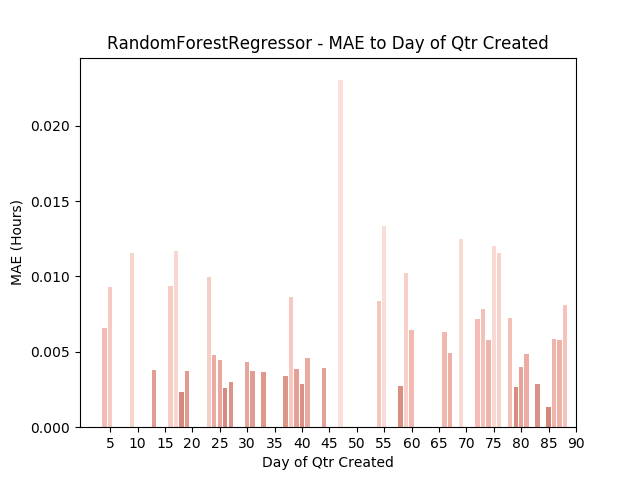 RandomForestRegressor - MAE to Day of Qtr Created
0.020
0.015
0.010
0.005
0.000
MAE (Hours)
5 10 15 20 25 30 35 40 45 50 55 60 65 70 75 80 85 90
Day of Qtr Created